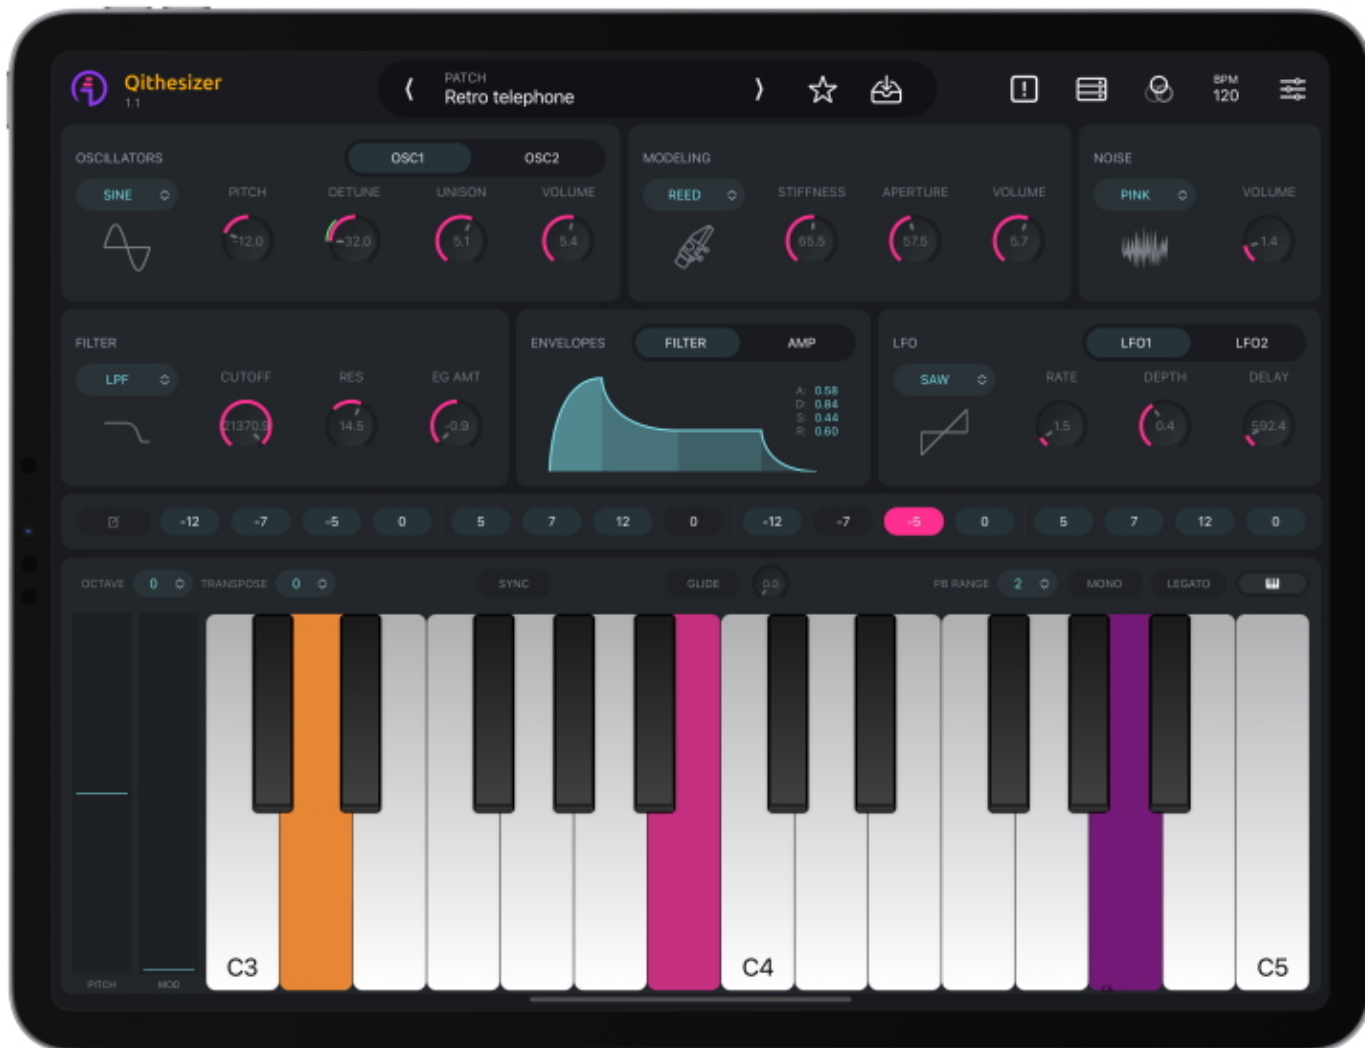 Qithesizer
1.1
PATCH
Retro telephone
BPM
120
OSCILLATORS
OSC1
OSC2
SINE
PITCH
DETUNE
UNISON
VOLUME
-12.0
-32.0
5.1
5.4
MODELING
REED
STIFFNESS
APERTURE
VOLUME
65.5
57.5
5.7
NOISE
PINK
VOLUME
1.4
FILTER
LPF
CUTOFF
RES
EG AMT
21370.9
14.5
-0.9
ENVELOPES
FILTER
AMP
A: 0.58
D: 0.84
S: 0.44
R: 0.60
LFO
LFO1
LFO2
SAW
RATE
DEPTH
DELAY
1.5
0.4
592.4
-12 -7 -5 0 5 7 12 0 -12 -7 -5 0 5 7 12 0
OCTAVE 0 TRANSPOSE 0 SYNC GLIDE 0.0 PB RANGE 2 MONO LEGATO
C3 C4 C5
PITCH MOD